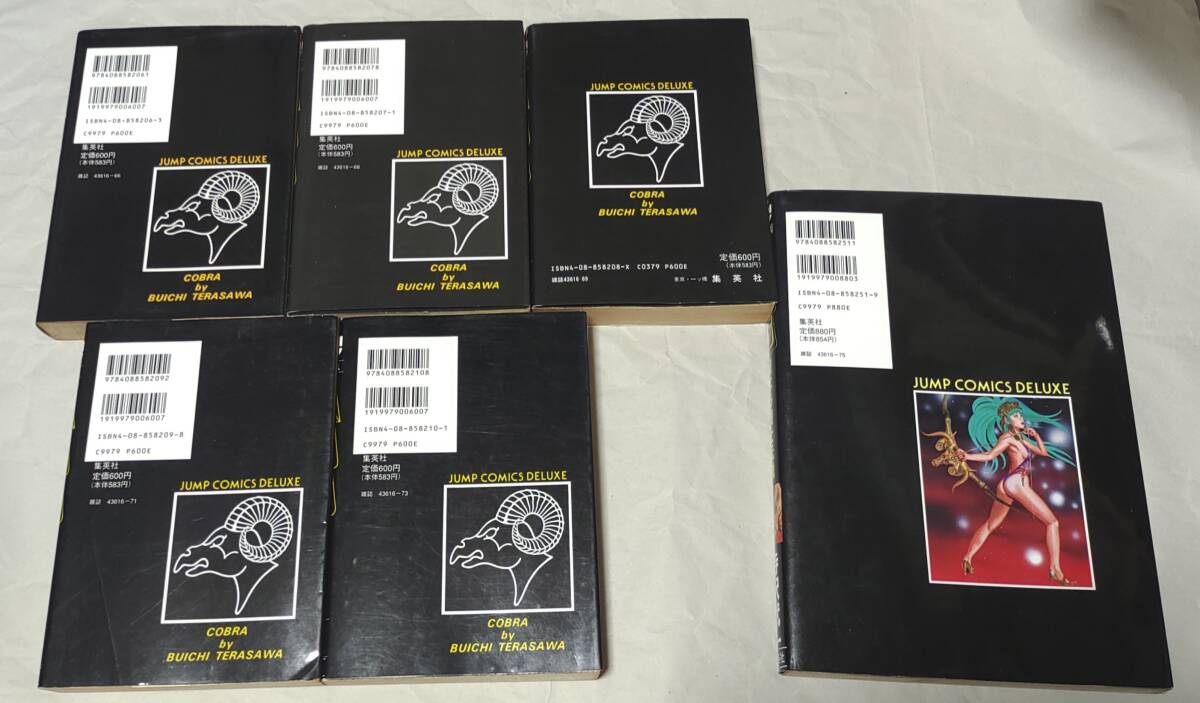 9784088582061
1919979006007
ISBN4-08-858206-3
C9979 P600E
集英社
定価600円
(本体583円)
雑誌 43616-66
JUMP COMICS DELUXE
COBRA
by
BUICHI TERASAWA
9784088582078
1919979006007
ISBN4-08-858207-1
C9979 P600E
集英社
定価600円
(本体583円)
雑誌 43616-68
JUMP COMICS DELUXE
COBRA
by
BUICHI TERASAWA
JUMP COMICS DELUXE
COBRA
by
BUICHI TERASAWA
定価600円
(本体583円)
ISBN4-08-858208-X C0379 P600E
雑誌43616 69
東京・一ツ橋 集英社
9784088582092
1919979006007
ISBN4-08-858209-8
C9979 P600E
集英社
定価600円
(本体583円)
雑誌 43616-71
JUMP COMICS DELUXE
COBRA
by
BUICHI TERASAWA
9784088582108
1919979006007
ISBN4-08-858210-1
C9979 P600E
集英社
定価600円
(本体583円)
雑誌 43616-73
JUMP COMICS DELUXE
COBRA
by
BUICHI TERASAWA
9784088582511
1919979008803
ISBN4-08-858251-9
C9979 P880E
集英社
定価880円
(本体854円)
雑誌 43616-75
JUMP COMICS DELUXE